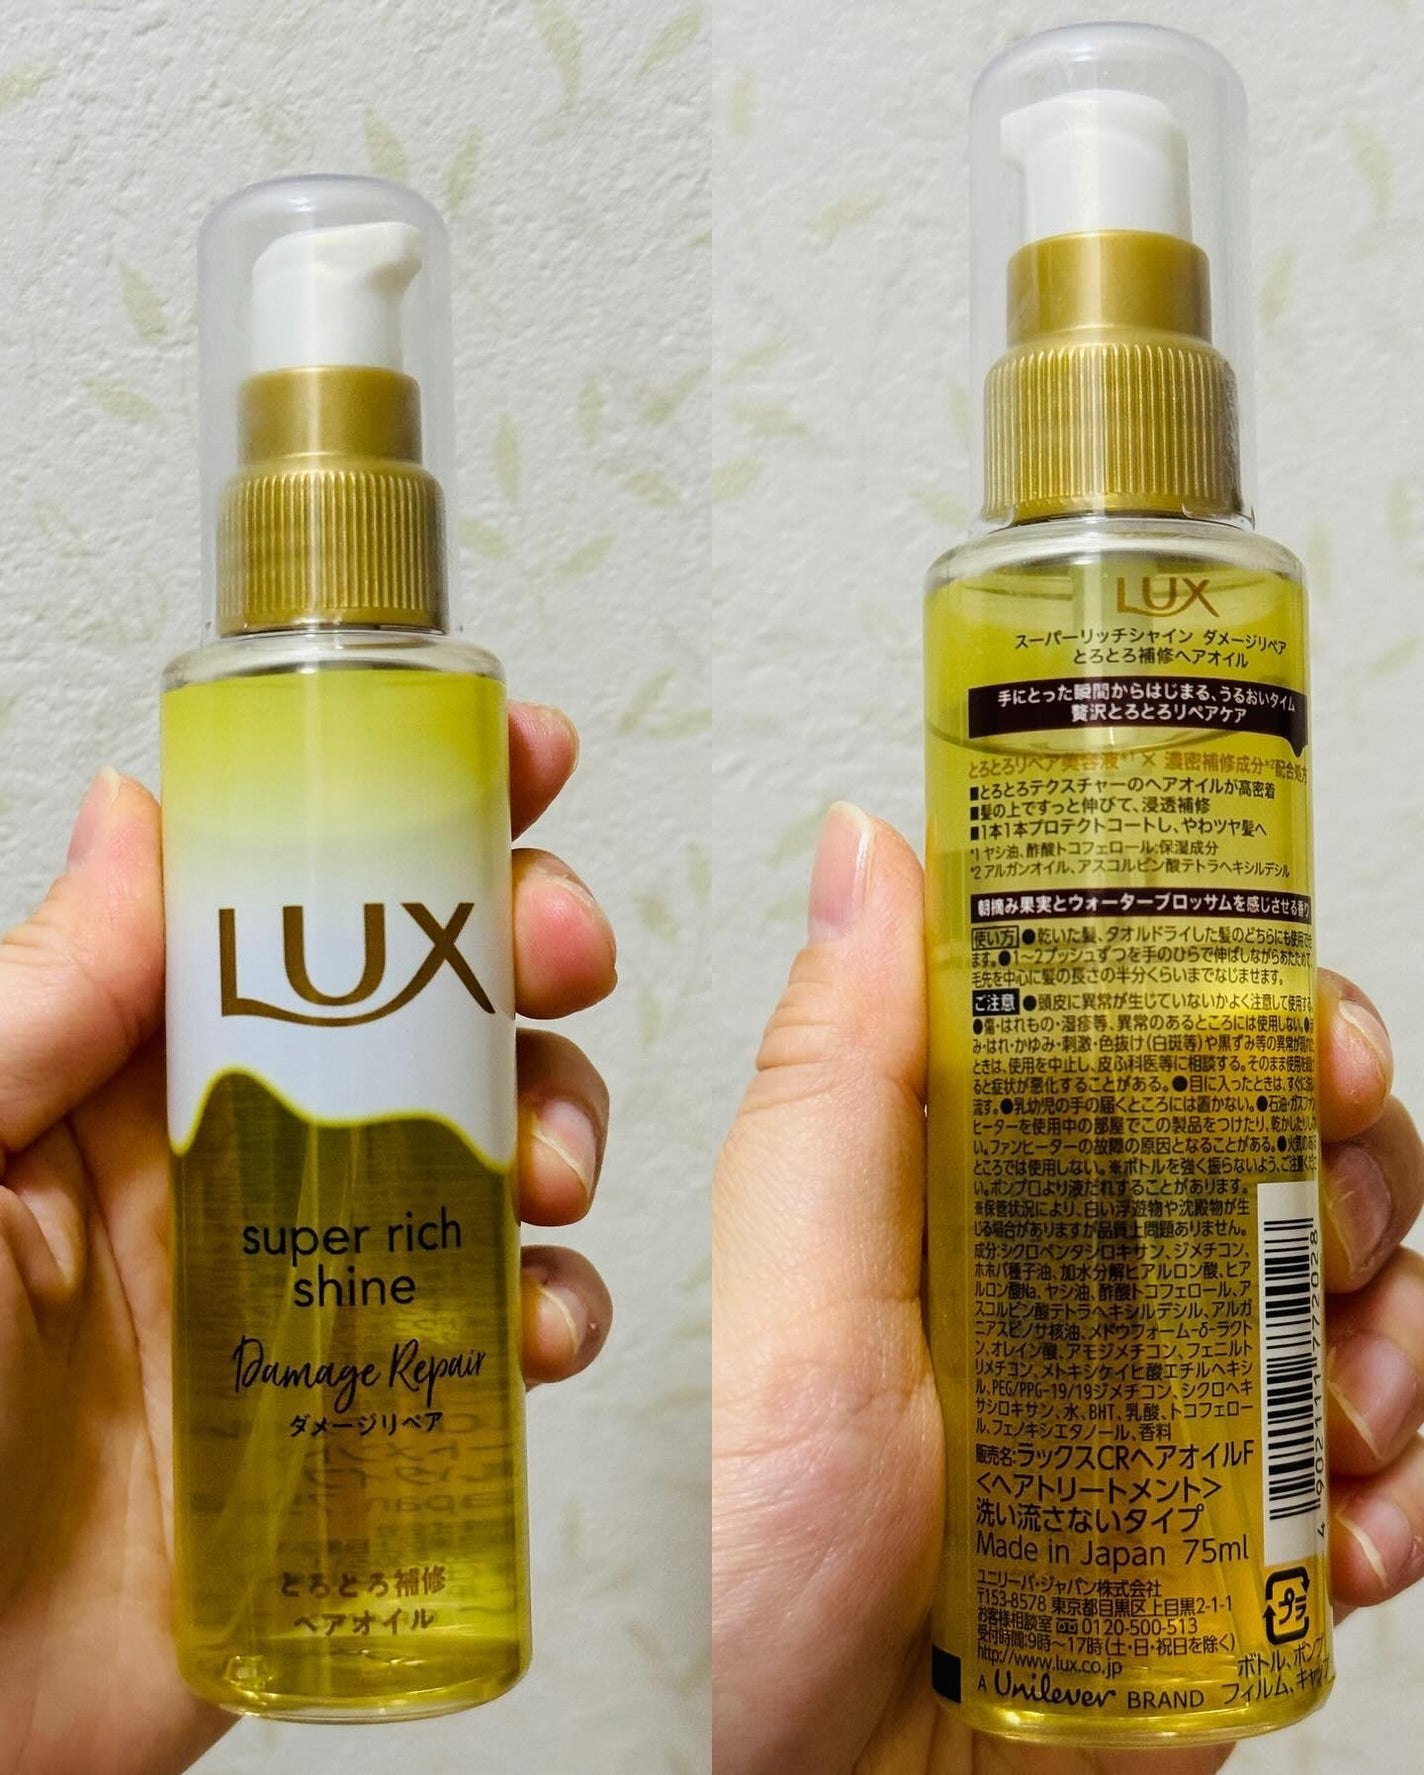 LUX
super rich
shine
Damage Repair
ダメージリペア
とろとろ補修
ヘアオイル
LUX
スーパーリッチシャイン ダメージリペア
とろとろ補修ヘアオイル
手にとった瞬間からはじまる、うるおいタイム
贅沢とろとろリペアケア
とろとろリペア美容液*1 × 濃密補修成分*2配合処方
■とろとろテクスチャーのヘアオイルが高密着
■髪の上ですっと伸びて、浸透補修
■1本1本プロテクトコートし、やわツヤ髪へ
*1 ヤシ油、酢酸トコフェロール:保湿成分
*2 アルガンオイル、アスコルビン酸テトラヘキシルデシル
朝摘み果実とウォーターブロッサムを感じさせる香り
使い方 ●乾いた髪、タオルドライした髪のどちらにも使用でき
ます。●1〜2プッシュずつを手のひらで伸ばしながらあたためて、
毛先を中心に髪の長さの半分くらいまでなじませます。
ご注意 ●頭皮に異常が生じていないかよく注意して使用する。
●傷・はれもの・湿疹等、異常のあるところには使用しない。●
み・はれ・かゆみ・刺激・色抜け(白斑等)や黒ずみ等の異常が
ときは、使用を中止し、皮ふ科医等に相談する。そのまま使用を
ると症状が悪化することがある。●目に入ったときは、すぐに
流す。●乳幼児の手の届くところには置かない。●石油・ガスファン
ヒーターを使用中の部屋でこの製品をつけたり、乾かしたりし
い。ファンヒーターの故障の原因となることがある。●火気のある
ところでは使用しない。※ボトルを強く振らないよう、ご注意くだ
い。ポンプ口より液だれすることがあります。
※保管状況により、白い浮遊物や沈殿物が生
じる場合がありますが品質上問題ありません。
成分:シクロペンタシロキサン、ジメチコン、
ホホバ種子油、加水分解ヒアルロン酸、ヒア
ルロン酸Na、ヤシ油、酢酸トコフェロール、ア
スコルビン酸テトラヘキシルデシル、アルガ
ニアスピノサ核油、メドウフォーム-δ-ラクト
ン、オレイン酸、アモジメチコン、フェニルト
リメチコン、メトキシケイヒ酸エチルヘキシ
ル、PEG/PPG-19/19ジメチコン、シクロヘキ
サシロキサン、水、BHT、乳酸、トコフェロー
ル、フェノキシエタノール、香料
販売名:ラックスCRヘアオイルF
<ヘアトリートメント>
洗い流さないタイプ
Made in Japan 75ml
ユニリーバ・ジャパン株式会社
〒153-8578 東京都目黒区上目黒2-1-1
お客様相談室 0120-500-513
受付時間:9時〜17時(土・日・祝日を除く)
http://www.lux.co.jp
A Unilever BRAND
4 902111 772028
プラ
ボトル、ポンプ
フィルム、キャップ